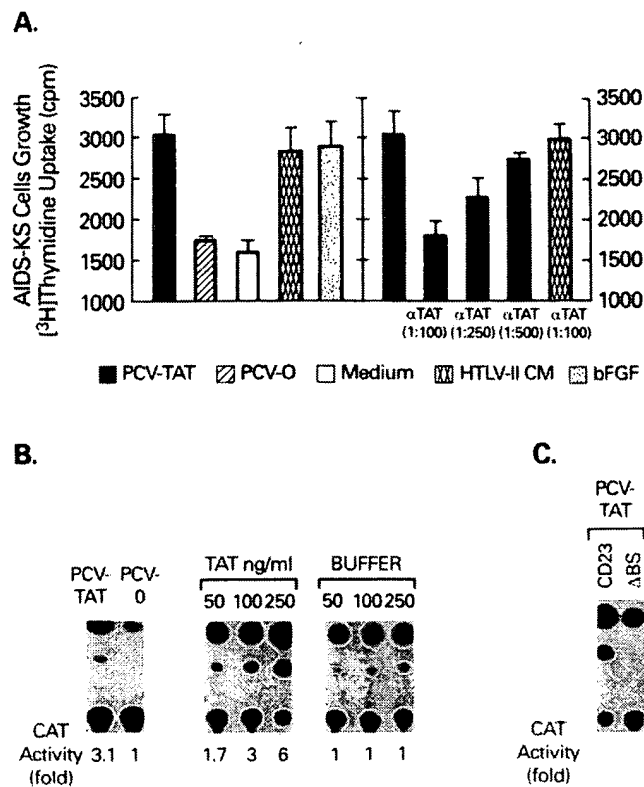 A.
AIDS-KS Cells Growth
[³H]Thymidine Uptake (cpm)
3500
3000
2500
2000
1500
1000
3500
3000
2500
2000
1500
1000
αTAT αTAT αTAT αTAT
(1:100) (1:250) (1:500) (1:100)
PCV-TAT PCV-O Medium HTLV-II CM bFGF
B.
PCV-TAT PCV-0
TAT ng/ml
50 100 250
BUFFER
50 100 250
CAT Activity (fold) 3.1 1 1.7 3 6 1 1 1
C.
PCV-TAT
CD23 ΔBS
CAT Activity (fold)